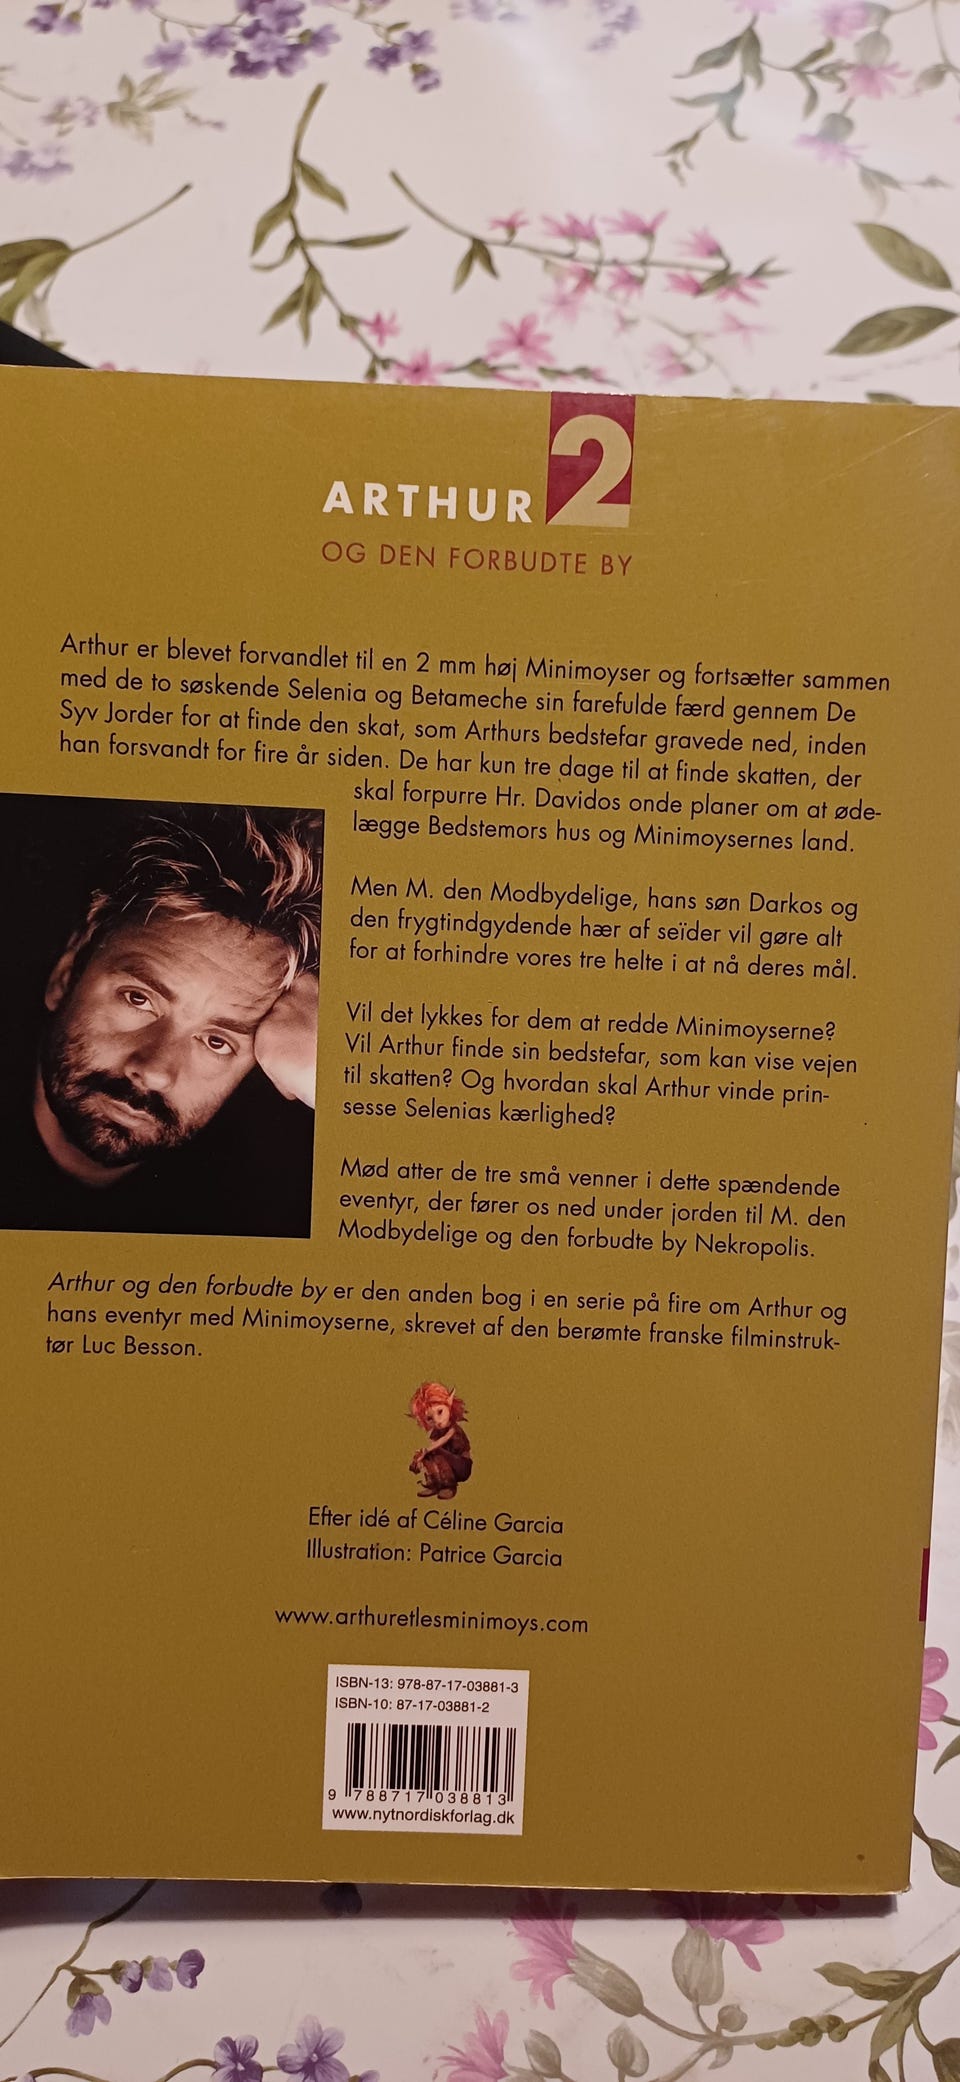 ARTHUR 2
OG DEN FORBUDTE BY
Arthur er blevet forvandlet til en 2 mm høj Minimoyser og fortsætter sammen
med de to søskende Selenia og Betameche sin farefulde færd gennem De
Syv Jorder for at finde den skat, som Arthurs bedstefar gravede ned, inden
han forsvandt for fire år siden. De har kun tre dage til at finde skatten, der
skal forpurre Hr. Davidos onde planer om at øde-
lægge Bedstemors hus og Minimoysernes land.
Men M. den Modbydelige, hans søn Darkos og
den frygtindgydende hær af seïder vil gøre alt
for at forhindre vores tre helte i at nå deres mål.
Vil det lykkes for dem at redde Minimoyserne?
Vil Arthur finde sin bedstefar, som kan vise vejen
til skatten? Og hvordan skal Arthur vinde prin-
sesse Selenias kærlighed?
Mød atter de tre små venner i dette spændende
eventyr, der fører os ned under jorden til M. den
Modbydelige og den forbudte by Nekropolis.
Arthur og den forbudte by er den anden bog i en serie på fire om Arthur og
hans eventyr med Minimoyserne, skrevet af den berømte franske filminstruk-
tør Luc Besson.
Efter idé af Céline Garcia
Illustration: Patrice Garcia
www.arthuretlesminimoys.com
ISBN-13: 978-87-17-03881-3
ISBN-10: 87-17-03881-2
9 788717 038813
www.nytnordiskforlag.dk